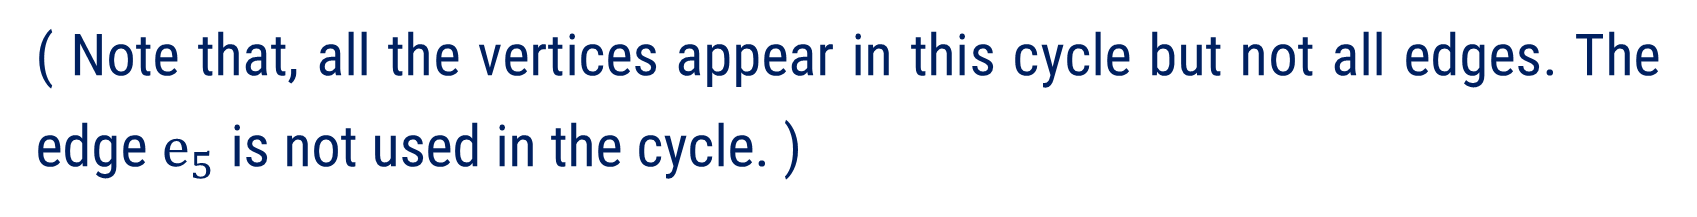 ( Note that, all the vertices appear in this cycle but not all edges. The
edge e₅ is not used in the cycle. )